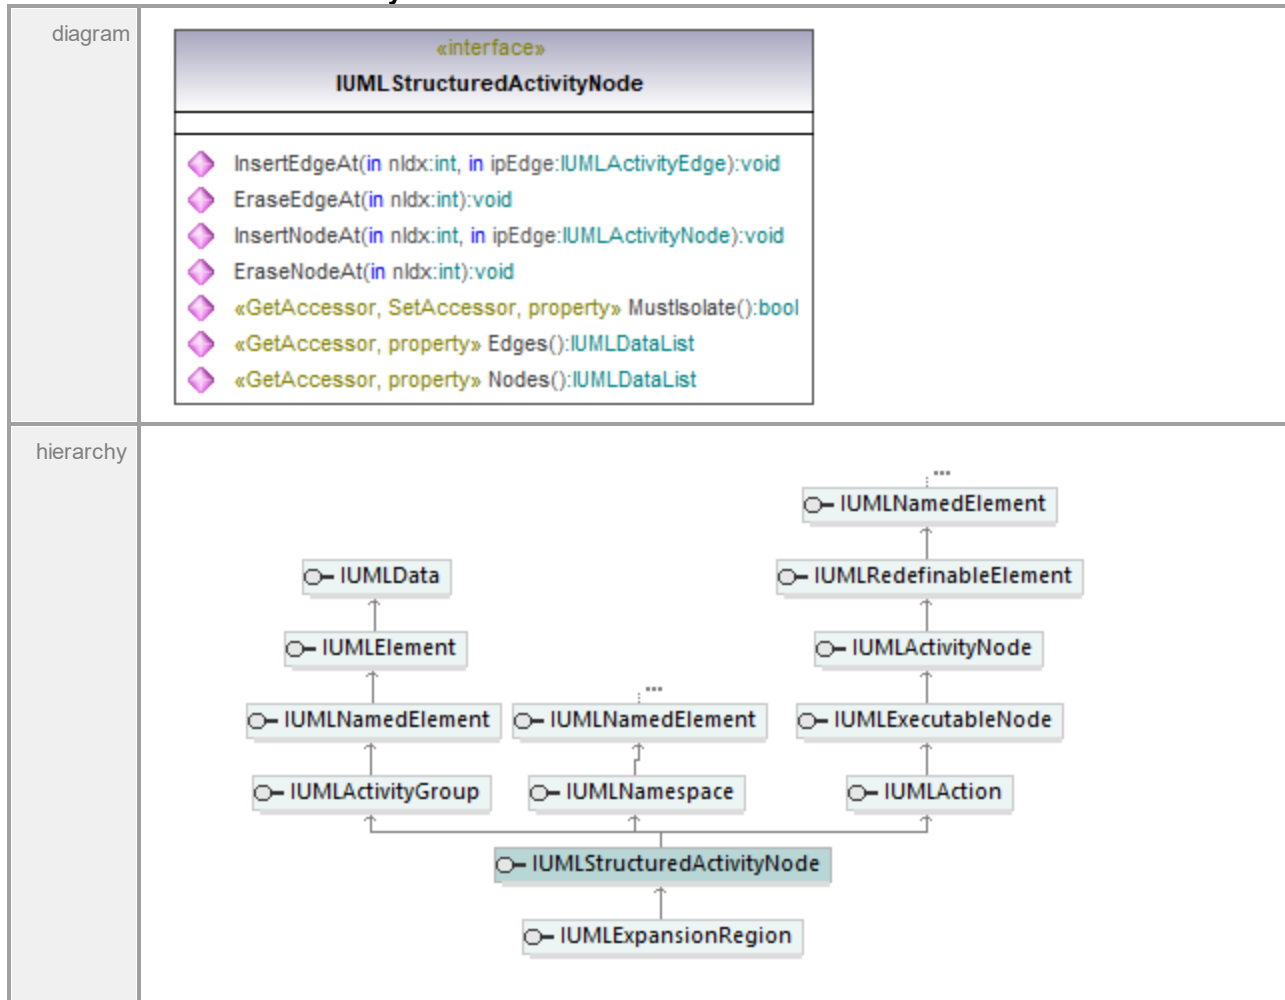 diagram
«interface»
IUMLStructuredActivityNode
InsertEdgeAt(in nIdx:int, in ipEdge:IUMLActivityEdge):void
EraseEdgeAt(in nIdx:int):void
InsertNodeAt(in nIdx:int, in ipEdge:IUMLActivityNode):void
EraseNodeAt(in nIdx:int):void
«GetAccessor, SetAccessor, property» MustIsolate():bool
«GetAccessor, property» Edges():IUMLDataList
«GetAccessor, property» Nodes():IUMLDataList
hierarchy
...
IUMLNamedElement
IUMLData
IUMLRedefinableElement
IUMLElement
IUMLActivityNode
...
IUMLNamedElement
IUMLNamedElement
IUMLExecutableNode
IUMLActivityGroup
IUMLNamespace
IUMLAction
IUMLStructuredActivityNode
IUMLExpansionRegion